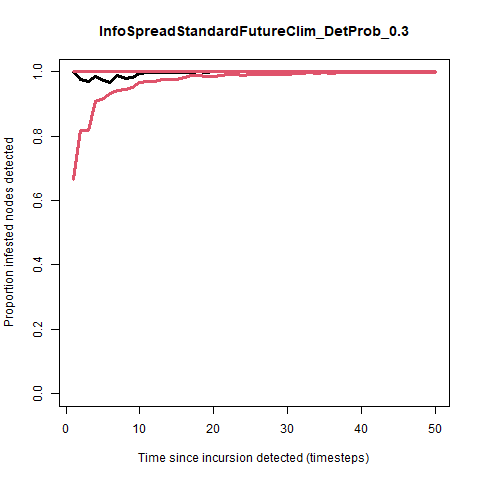 InfoSpreadStandardFutureClim_DetProb_0.3
Proportion infested nodes detected
1.0
0.8
0.6
0.4
0.2
0.0
0 10 20 30 40 50
Time since incursion detected (timesteps)